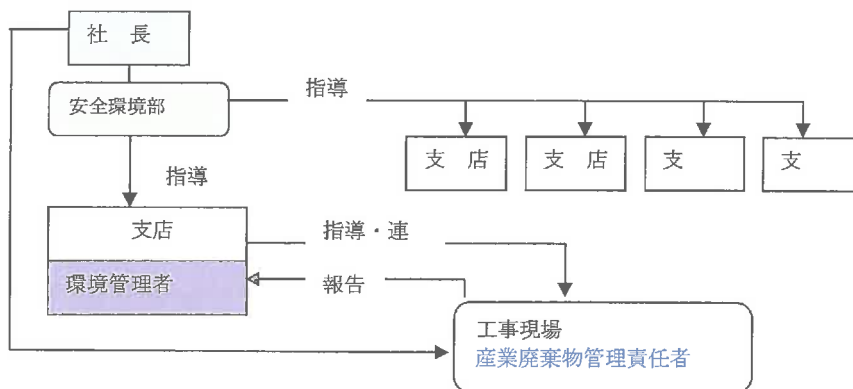 社　長
安全環境部
指導
支　店
支　店
支
支
指導
支店
指導・連
環境管理者
報告
工事現場
産業廃棄物管理責任者